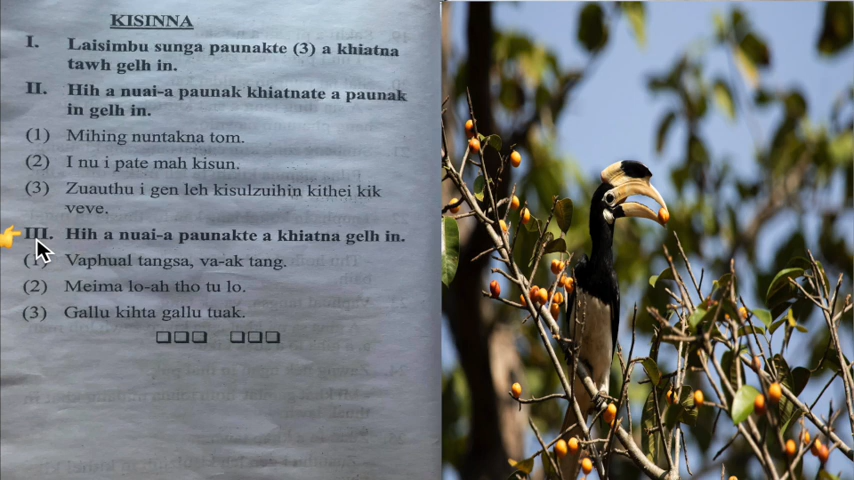 KISINNA
I. Laisimbu sunga paunakte (3) a khiatna
tawh gelh in.
II. Hih a nuai-a paunak khiatnate a paunak
in gelh in.
(1) Mihing nuntakna tom.
(2) I nu i pate mah kisun.
(3) Zuauthu i gen leh kisulzuihin kithei kik
veve.
III. Hih a nuai-a paunakte a khiatna gelh in.
(1) Vaphual tangsa, va-ak tang.
(2) Meima lo-ah tho tu lo.
(3) Gallu kihta gallu tuak.